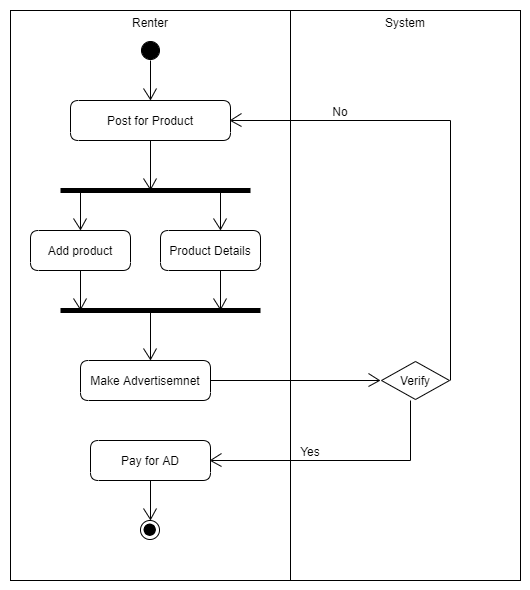 Renter
System
Post for Product
No
Add product
Product Details
Make Advertisemnet
Verify
Yes
Pay for AD